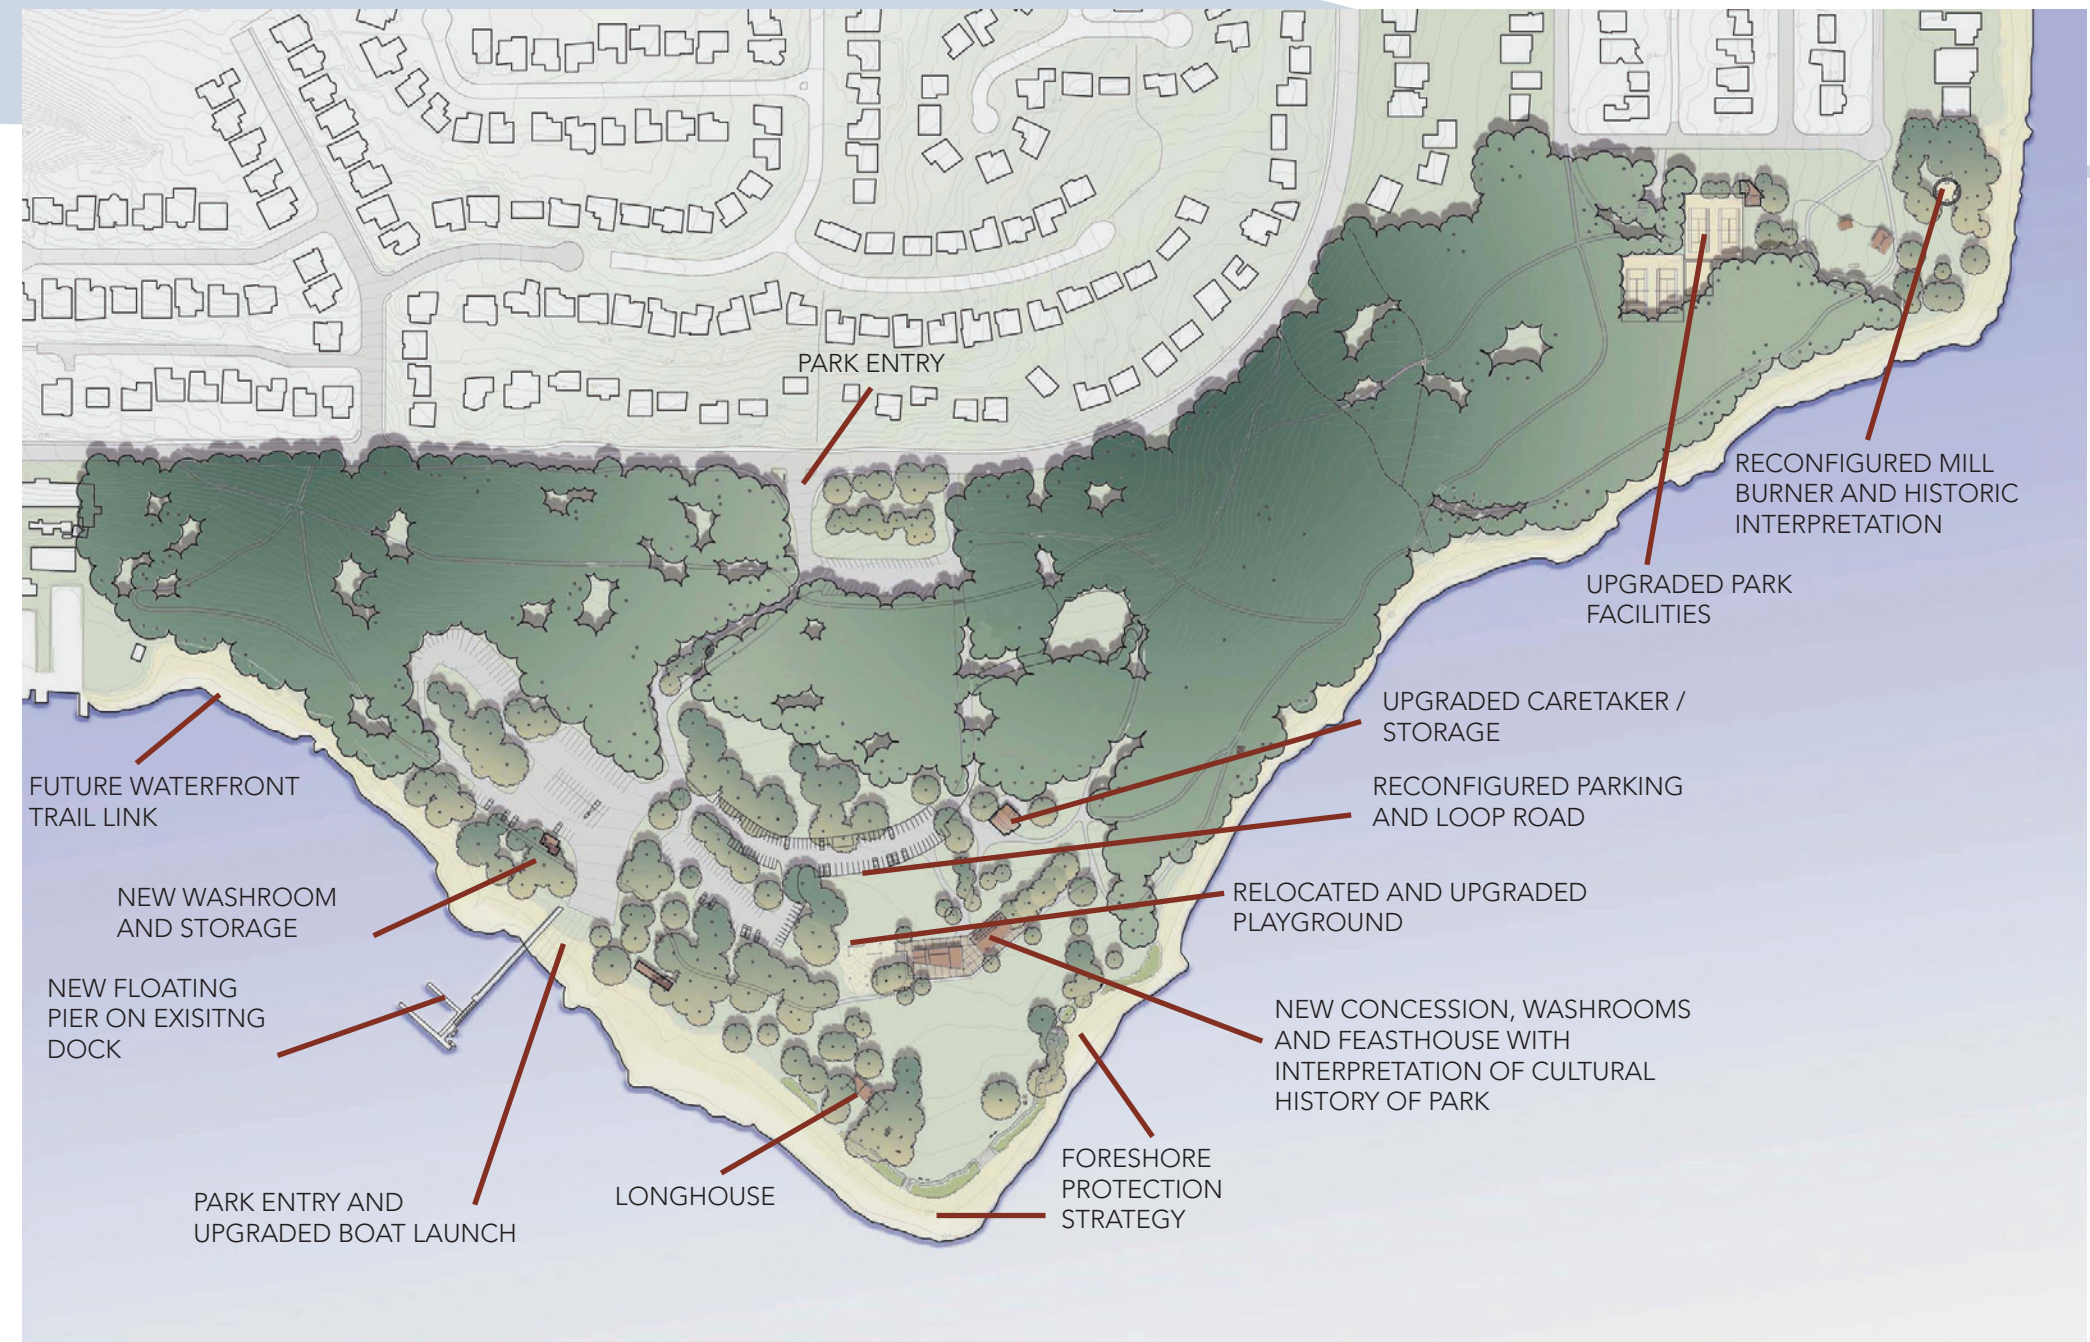 PARK ENTRY
RECONFIGURED MILL
BURNER AND HISTORIC
INTERPRETATION
UPGRADED PARK
FACILITIES
UPGRADED CARETAKER /
STORAGE
RECONFIGURED PARKING
AND LOOP ROAD
FUTURE WATERFRONT
TRAIL LINK
RELOCATED AND UPGRADED
PLAYGROUND
NEW WASHROOM
AND STORAGE
NEW FLOATING
PIER ON EXISITNG
DOCK
NEW CONCESSION, WASHROOMS
AND FEASTHOUSE WITH
INTERPRETATION OF CULTURAL
HISTORY OF PARK
FORESHORE
PROTECTION
STRATEGY
LONGHOUSE
PARK ENTRY AND
UPGRADED BOAT LAUNCH